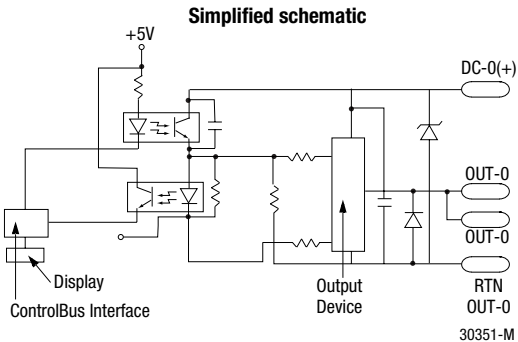 Simplified schematic
+5V
DC-0(+)
OUT-0
OUT-0
Display
ControlBus Interface
Output
Device
RTN
OUT-0
30351-M